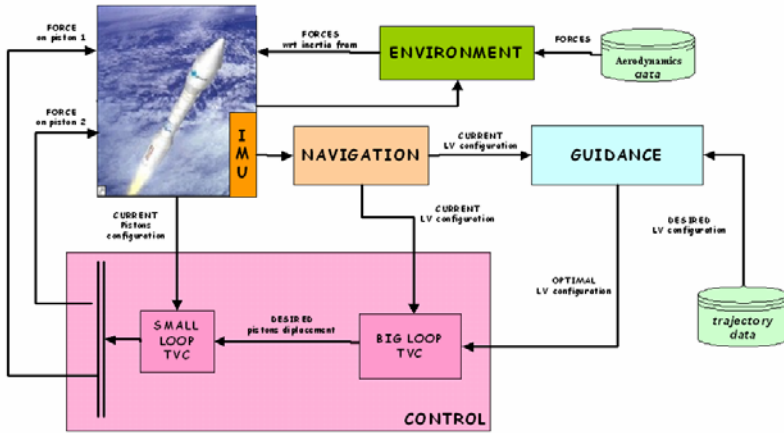 FORCE
on piston 1
FORCES
wrt inertia from
ENVIRONMENT
FORCES
Aerodynamics
data
FORCE
on piston 2
I
M
U
NAVIGATION
CURRENT
LV configuration
GUIDANCE
CURRENT
Pistons
configuration
CURRENT
LV configuration
DESIRED
LV configuration
OPTIMAL
LV configuration
SMALL
LOOP
TVC
DESIRED
pistons diplacement
BIG LOOP
TVC
trajectory
data
CONTROL